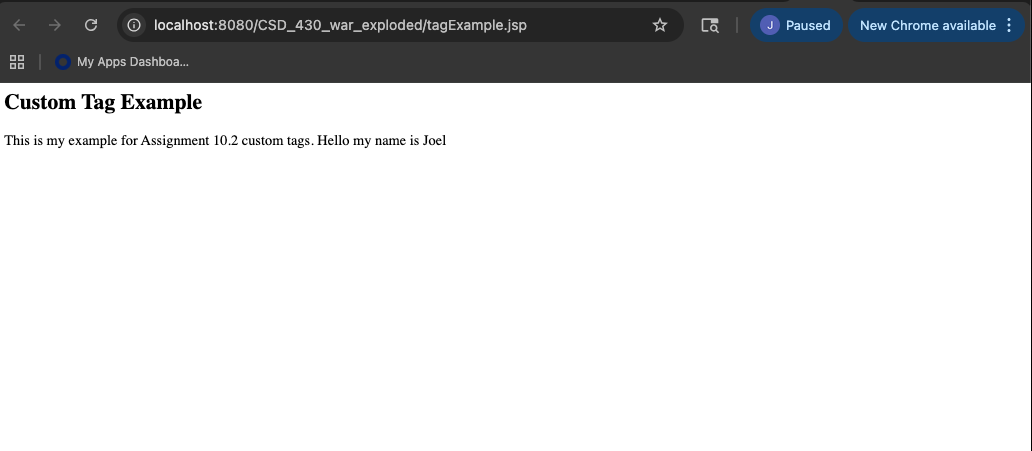 localhost:8080/CSD_430_war_exploded/tagExample.jsp
J Paused
New Chrome available
My Apps Dashboa...
Custom Tag Example
This is my example for Assignment 10.2 custom tags. Hello my name is Joel